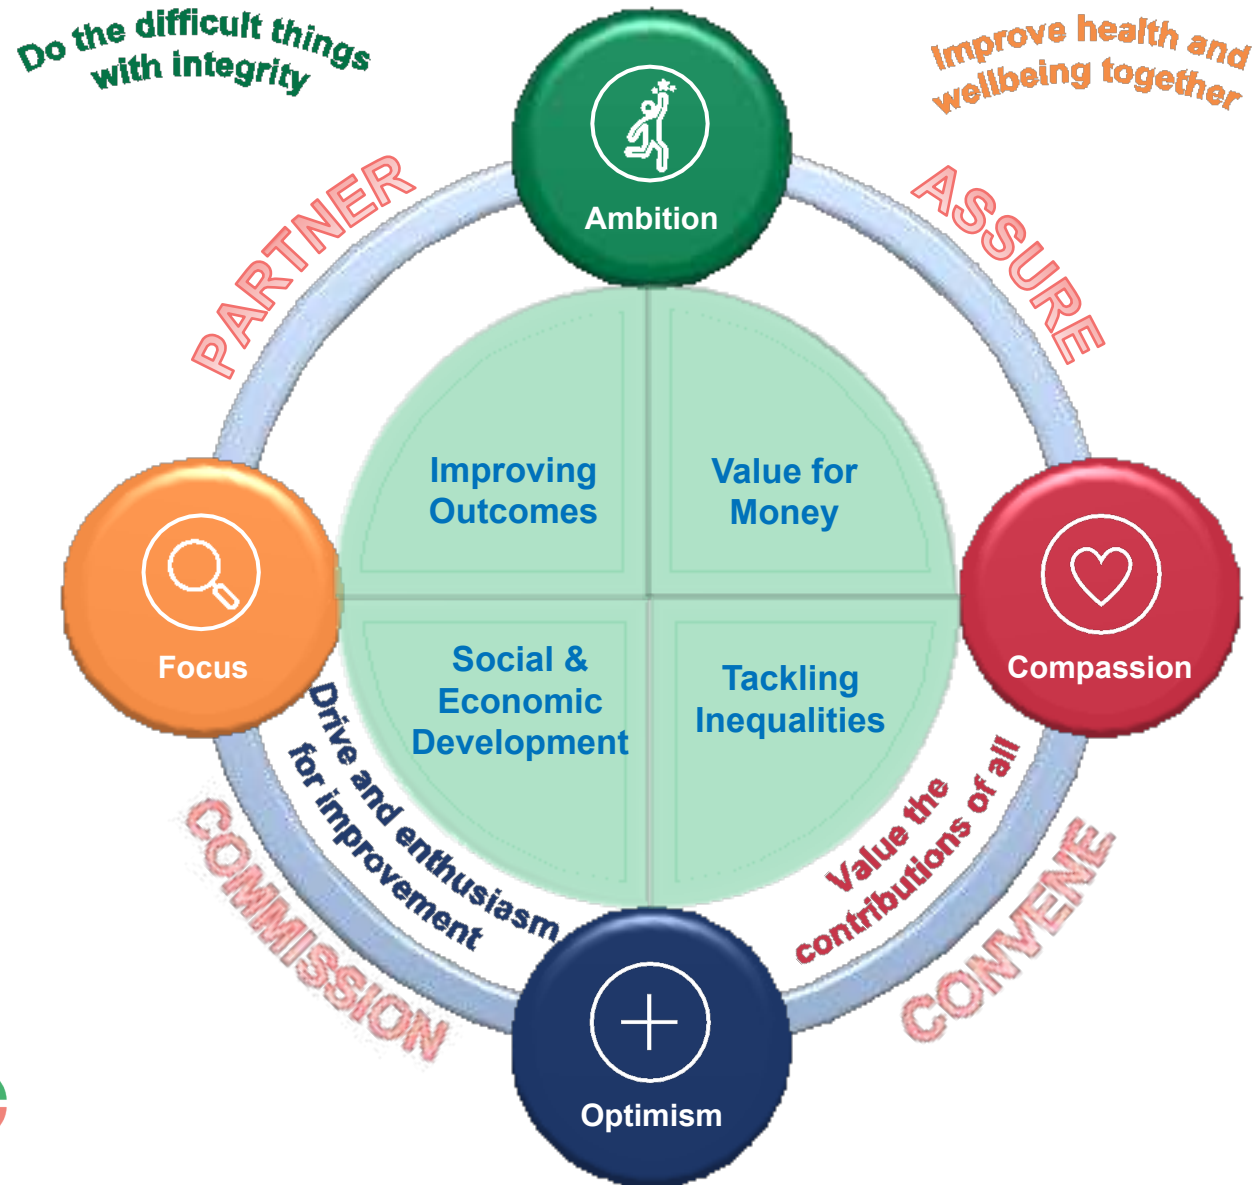 Do the difficult things
with integrity
Improve health and
wellbeing together
Ambition
PARTNER
ASSURE
Improving
Outcomes
Value for
Money
Focus
Compassion
Social &
Economic
Development
Tackling
Inequalities
Drive and enthusiasm
for improvement
Value the
contributions of all
COMMISSION
CONVENE
Optimism